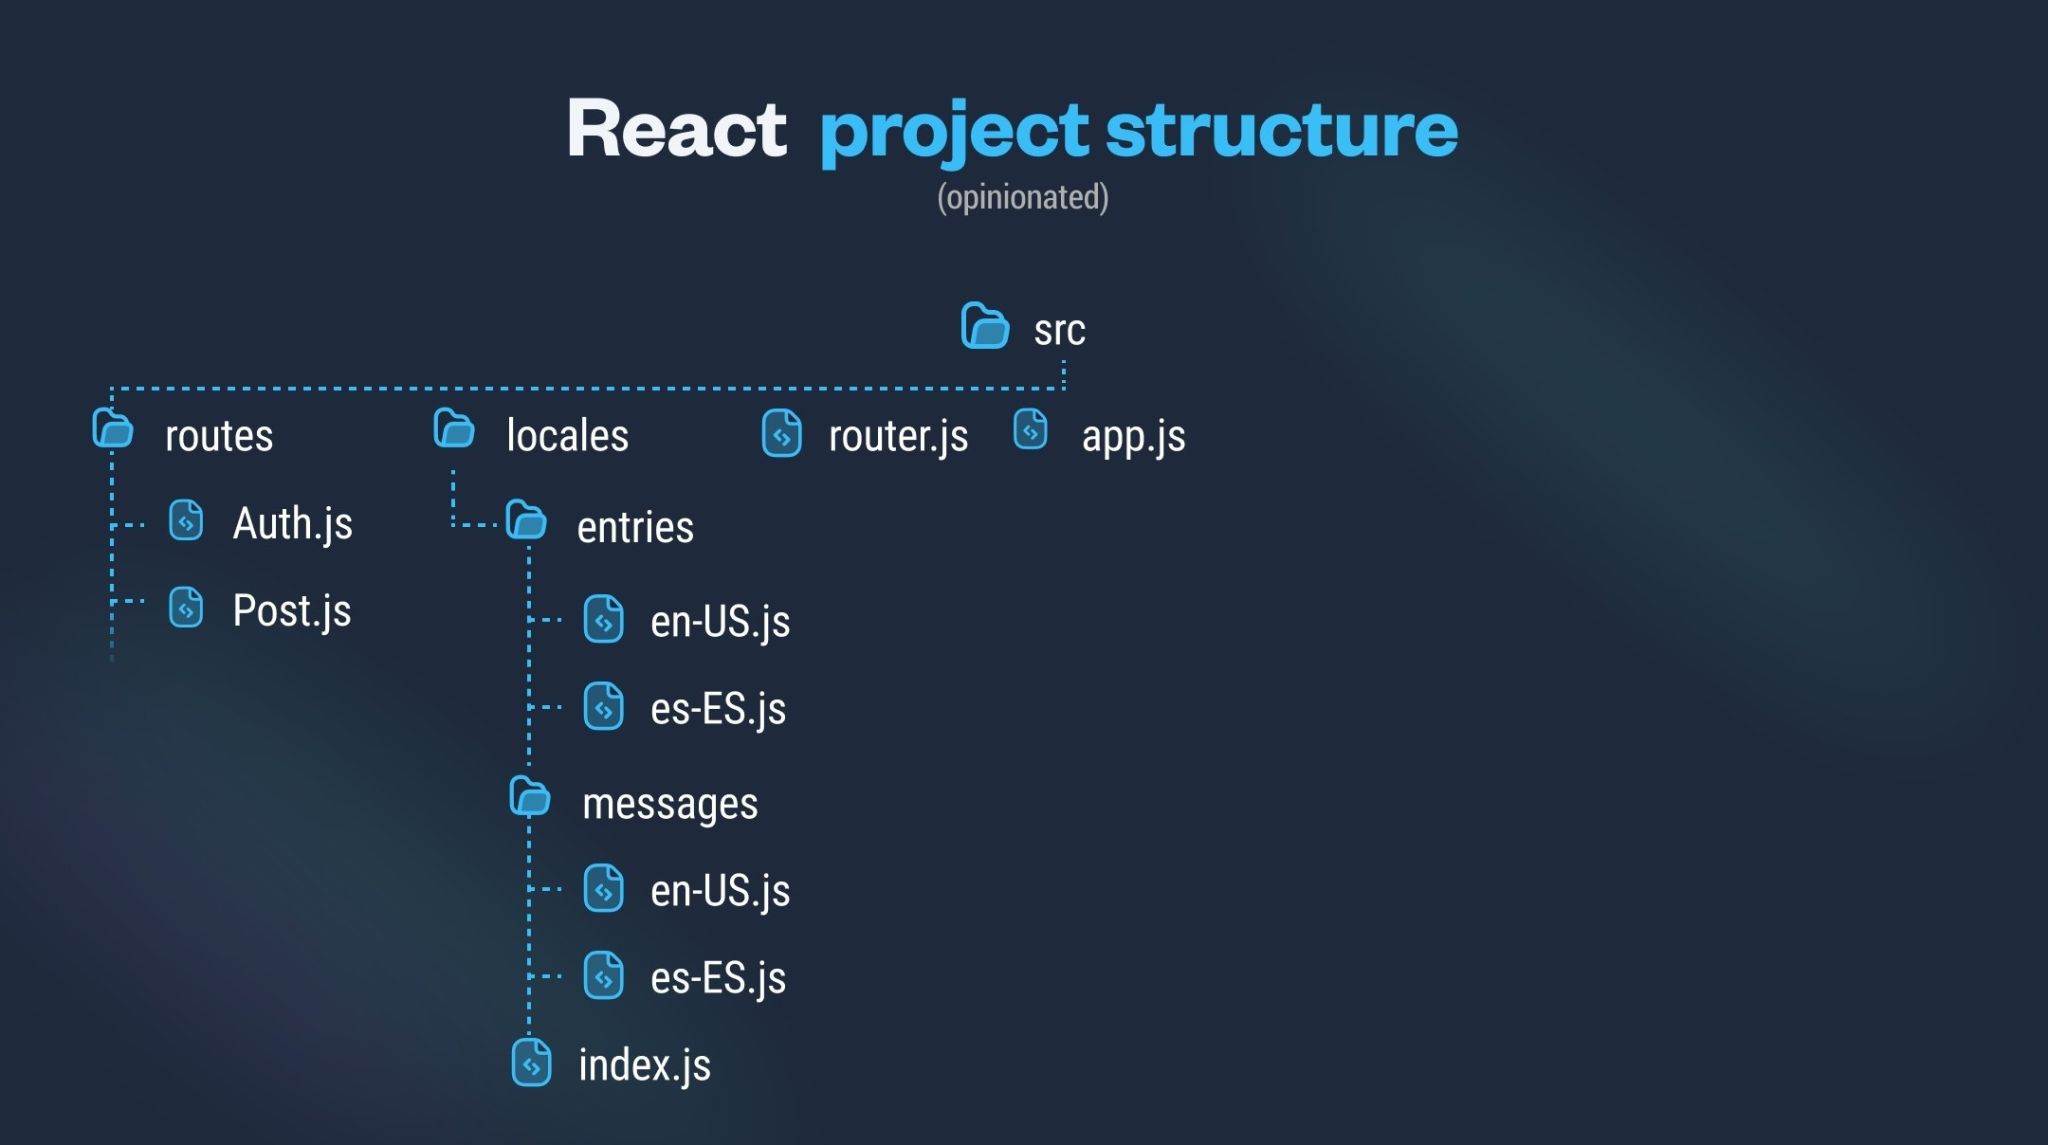 React project structure
(opinionated)
src
routes
locales
router.js
app.js
Auth.js
Post.js
entries
en-US.js
es-ES.js
messages
en-US.js
es-ES.js
index.js